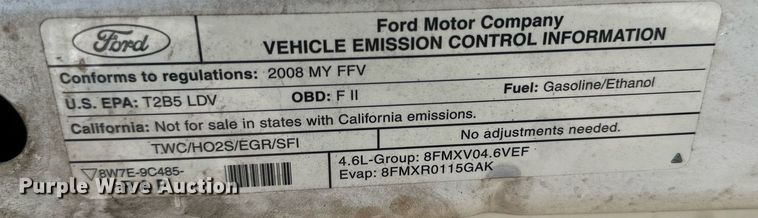 Ford
Ford Motor Company
VEHICLE EMISSION CONTROL INFORMATION
Conforms to regulations: 2008 MY FFV
U.S. EPA: T2B5 LDV OBD: F II Fuel: Gasoline/Ethanol
California: Not for sale in states with California emissions.
TWC/HO2S/EGR/SFI No adjustments needed.
8W7E-9C485-
4.6L-Group: 8FMXV04.6VEF
Evap: 8FMXR0115GAK
Purple Wave Auction